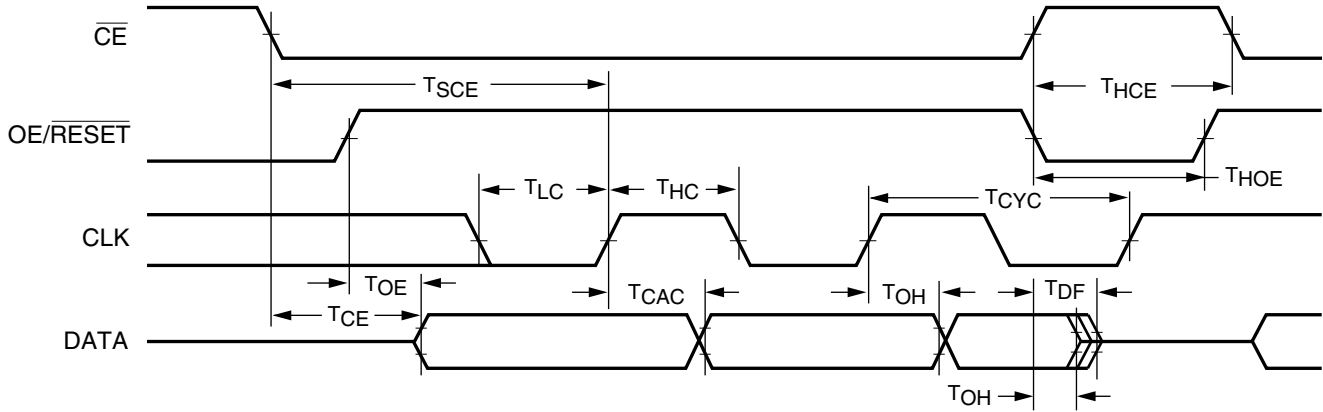 CE
TSCE
THCE
OE/RESET
TLC
THC
TCYC
THOE
CLK
TOE
TCAC
TOH
TDF
TCE
DATA
TOH